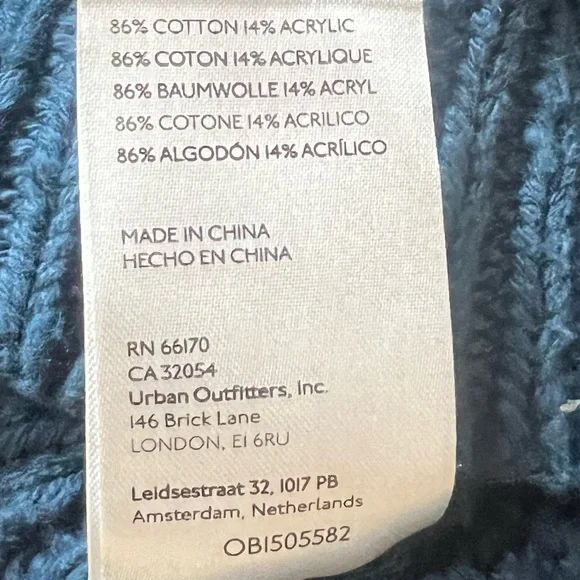 86% COTTON 14% ACRYLIC
86% COTON 14% ACRYLIQUE
86% BAUMWOLLE 14% ACRYL
86% COTONE 14% ACRILICO
86% ALGODÓN 14% ACRÍLICO
MADE IN CHINA
HECHO EN CHINA
RN 66170
CA 32054
Urban Outfitters, Inc.
146 Brick Lane
LONDON, E1 6RU
Leidsestraat 32, 1017 PB
Amsterdam, Netherlands
OB1505582